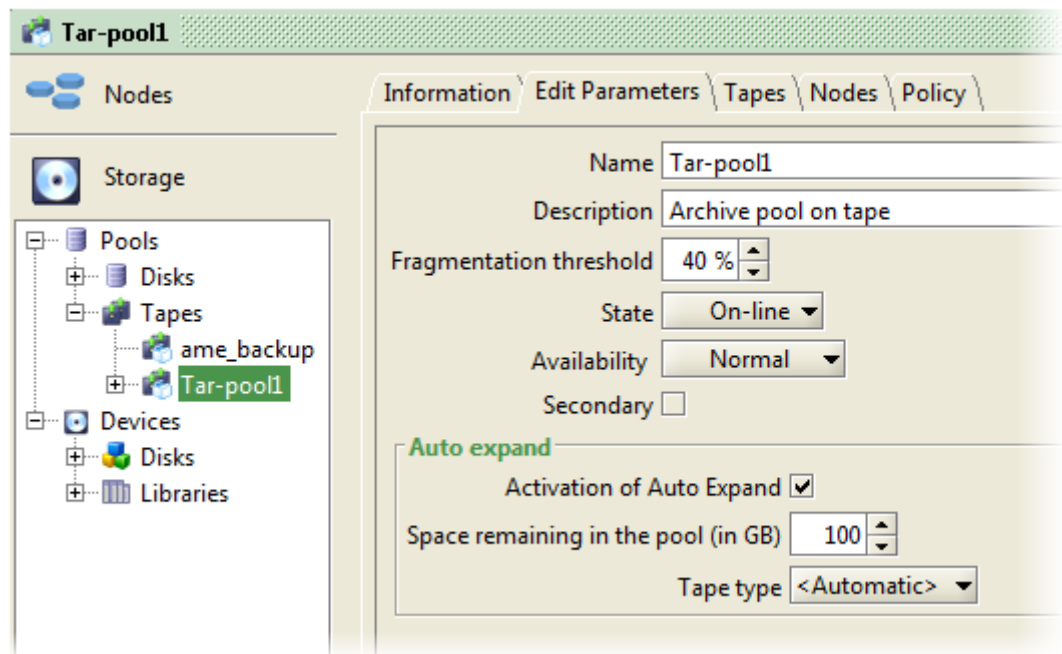 Tar-pool1
Nodes
Storage
Pools
Disks
Tapes
ame_backup
Tar-pool1
Devices
Disks
Libraries
Information Edit Parameters Tapes Nodes Policy
Name Tar-pool1
Description Archive pool on tape
Fragmentation threshold 40 %
State On-line
Availability Normal
Secondary
Auto expand
Activation of Auto Expand
Space remaining in the pool (in GB) 100
Tape type <Automatic>